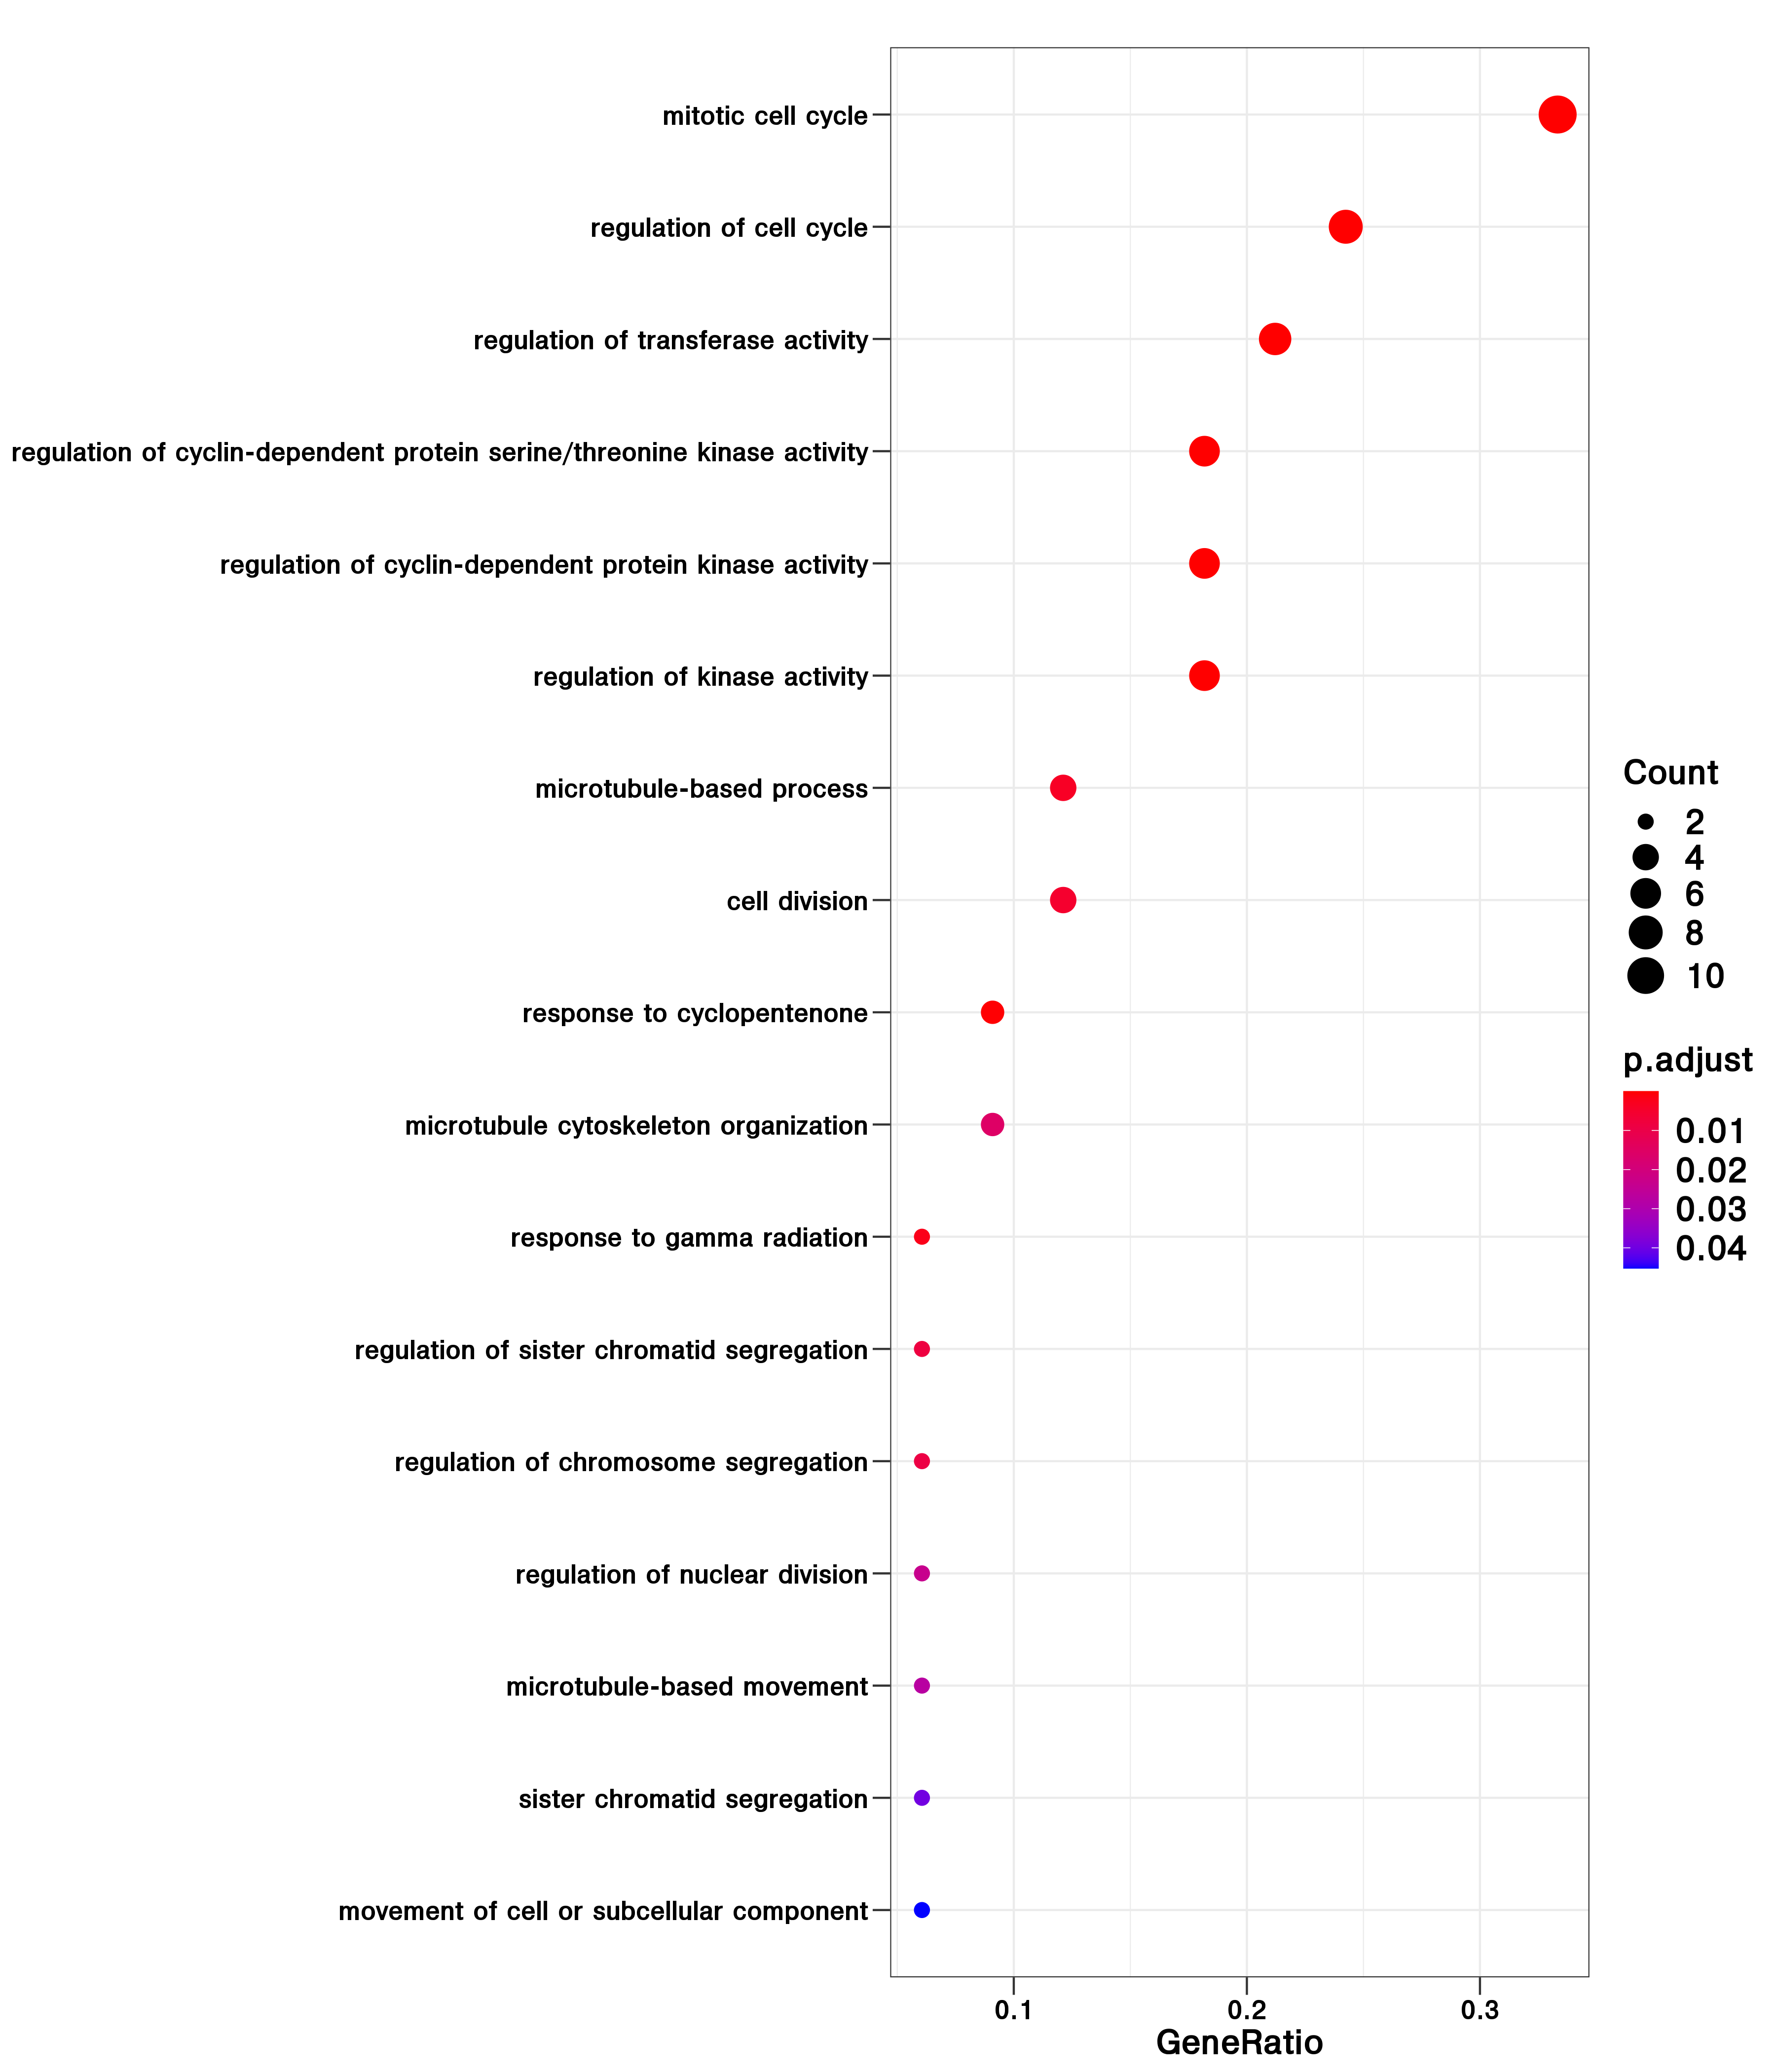 mitotic cell cycle
regulation of cell cycle
regulation of transferase activity
regulation of cyclin-dependent protein serine/threonine kinase activity
regulation of cyclin-dependent protein kinase activity
regulation of kinase activity
microtubule-based process
cell division
response to cyclopentenone
microtubule cytoskeleton organization
response to gamma radiation
regulation of sister chromatid segregation
regulation of chromosome segregation
regulation of nuclear division
microtubule-based movement
sister chromatid segregation
movement of cell or subcellular component
0.1 0.2 0.3
GeneRatio
Count
2
4
6
8
10
p.adjust
0.01
0.02
0.03
0.04